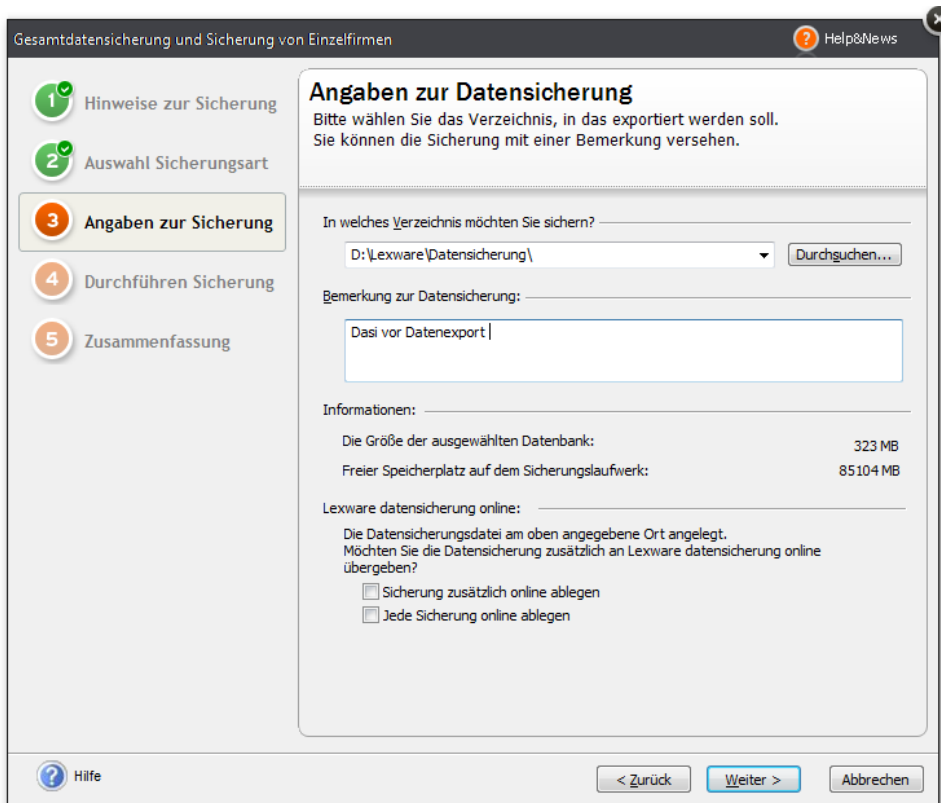 Gesamtdatensicherung und Sicherung von Einzelfirmen
? Help&News
1 Hinweise zur Sicherung
2 Auswahl Sicherungsart
3 Angaben zur Sicherung
4 Durchführen Sicherung
5 Zusammenfassung
Angaben zur Datensicherung
Bitte wählen Sie das Verzeichnis, in das exportiert werden soll.
Sie können die Sicherung mit einer Bemerkung versehen.
In welches Verzeichnis möchten Sie sichern?
D:\Lexware\Datensicherung\
Durchsuchen...
Bemerkung zur Datensicherung:
Dasi vor Datenexport
Informationen:
Die Größe der ausgewählten Datenbank: 323 MB
Freier Speicherplatz auf dem Sicherungslaufwerk: 85104 MB
Lexware datensicherung online:
Die Datensicherungsdatei am oben angegebene Ort angelegt.
Möchten Sie die Datensicherung zusätzlich an Lexware datensicherung online
übergeben?
Sicherung zusätzlich online ablegen
Jede Sicherung online ablegen
? Hilfe
< Zurück
Weiter >
Abbrechen